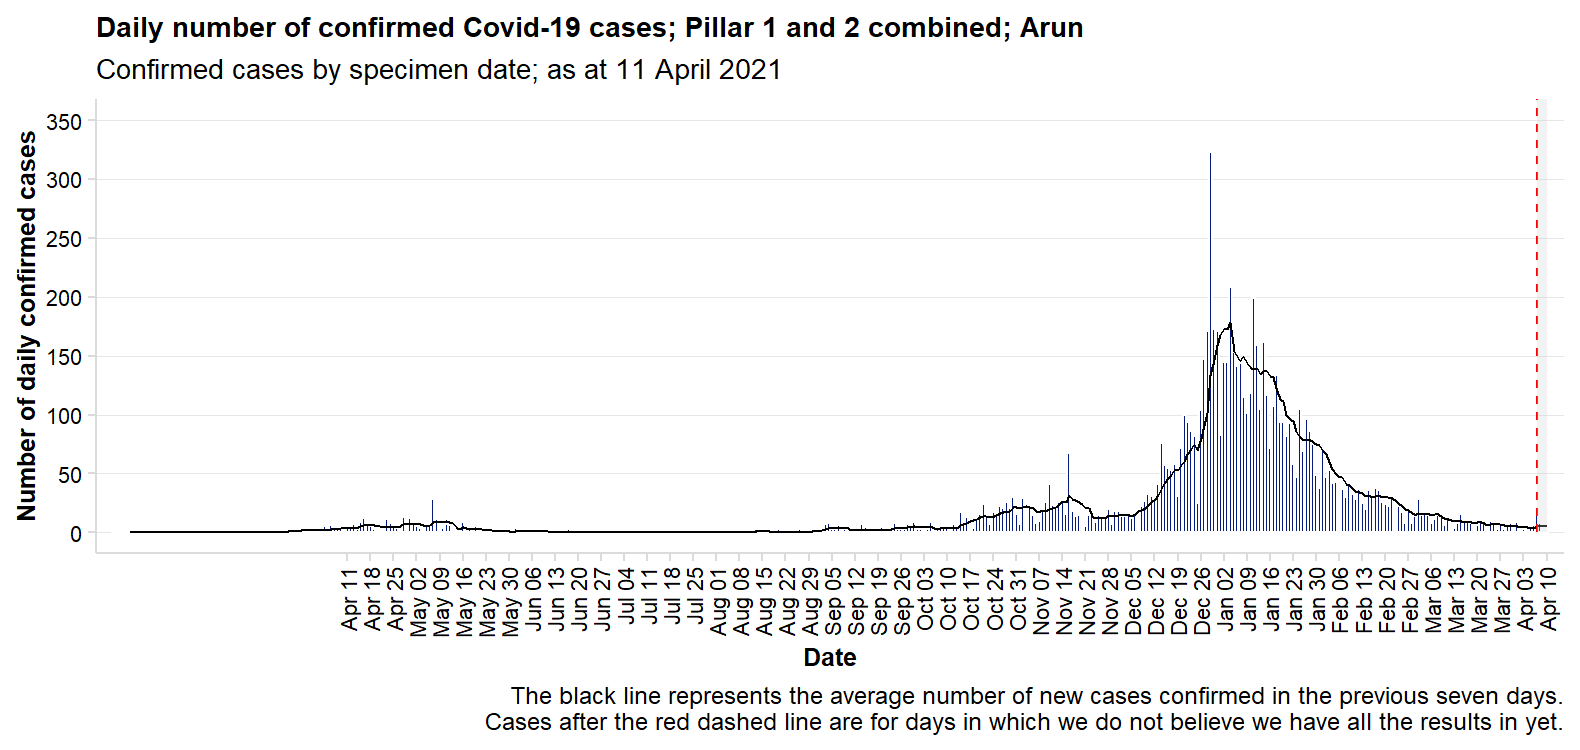 Daily number of confirmed Covid-19 cases; Pillar 1 and 2 combined; Arun
Confirmed cases by specimen date; as at 11 April 2021
Number of daily confirmed cases
350
300
250
200
150
100
50
0
Apr 11
Apr 18
Apr 25
May 02
May 09
May 16
May 23
May 30
Jun 06
Jun 13
Jun 20
Jun 27
Jul 04
Jul 11
Jul 18
Jul 25
Aug 01
Aug 08
Aug 15
Aug 22
Aug 29
Sep 05
Sep 12
Sep 19
Sep 26
Oct 03
Oct 10
Oct 17
Oct 24
Oct 31
Nov 07
Nov 14
Nov 21
Nov 28
Dec 05
Dec 12
Dec 19
Dec 26
Jan 02
Jan 09
Jan 16
Jan 23
Jan 30
Feb 06
Feb 13
Feb 20
Feb 27
Mar 06
Mar 13
Mar 20
Mar 27
Apr 03
Apr 10
Date
The black line represents the average number of new cases confirmed in the previous seven days.
Cases after the red dashed line are for days in which we do not believe we have all the results in yet.